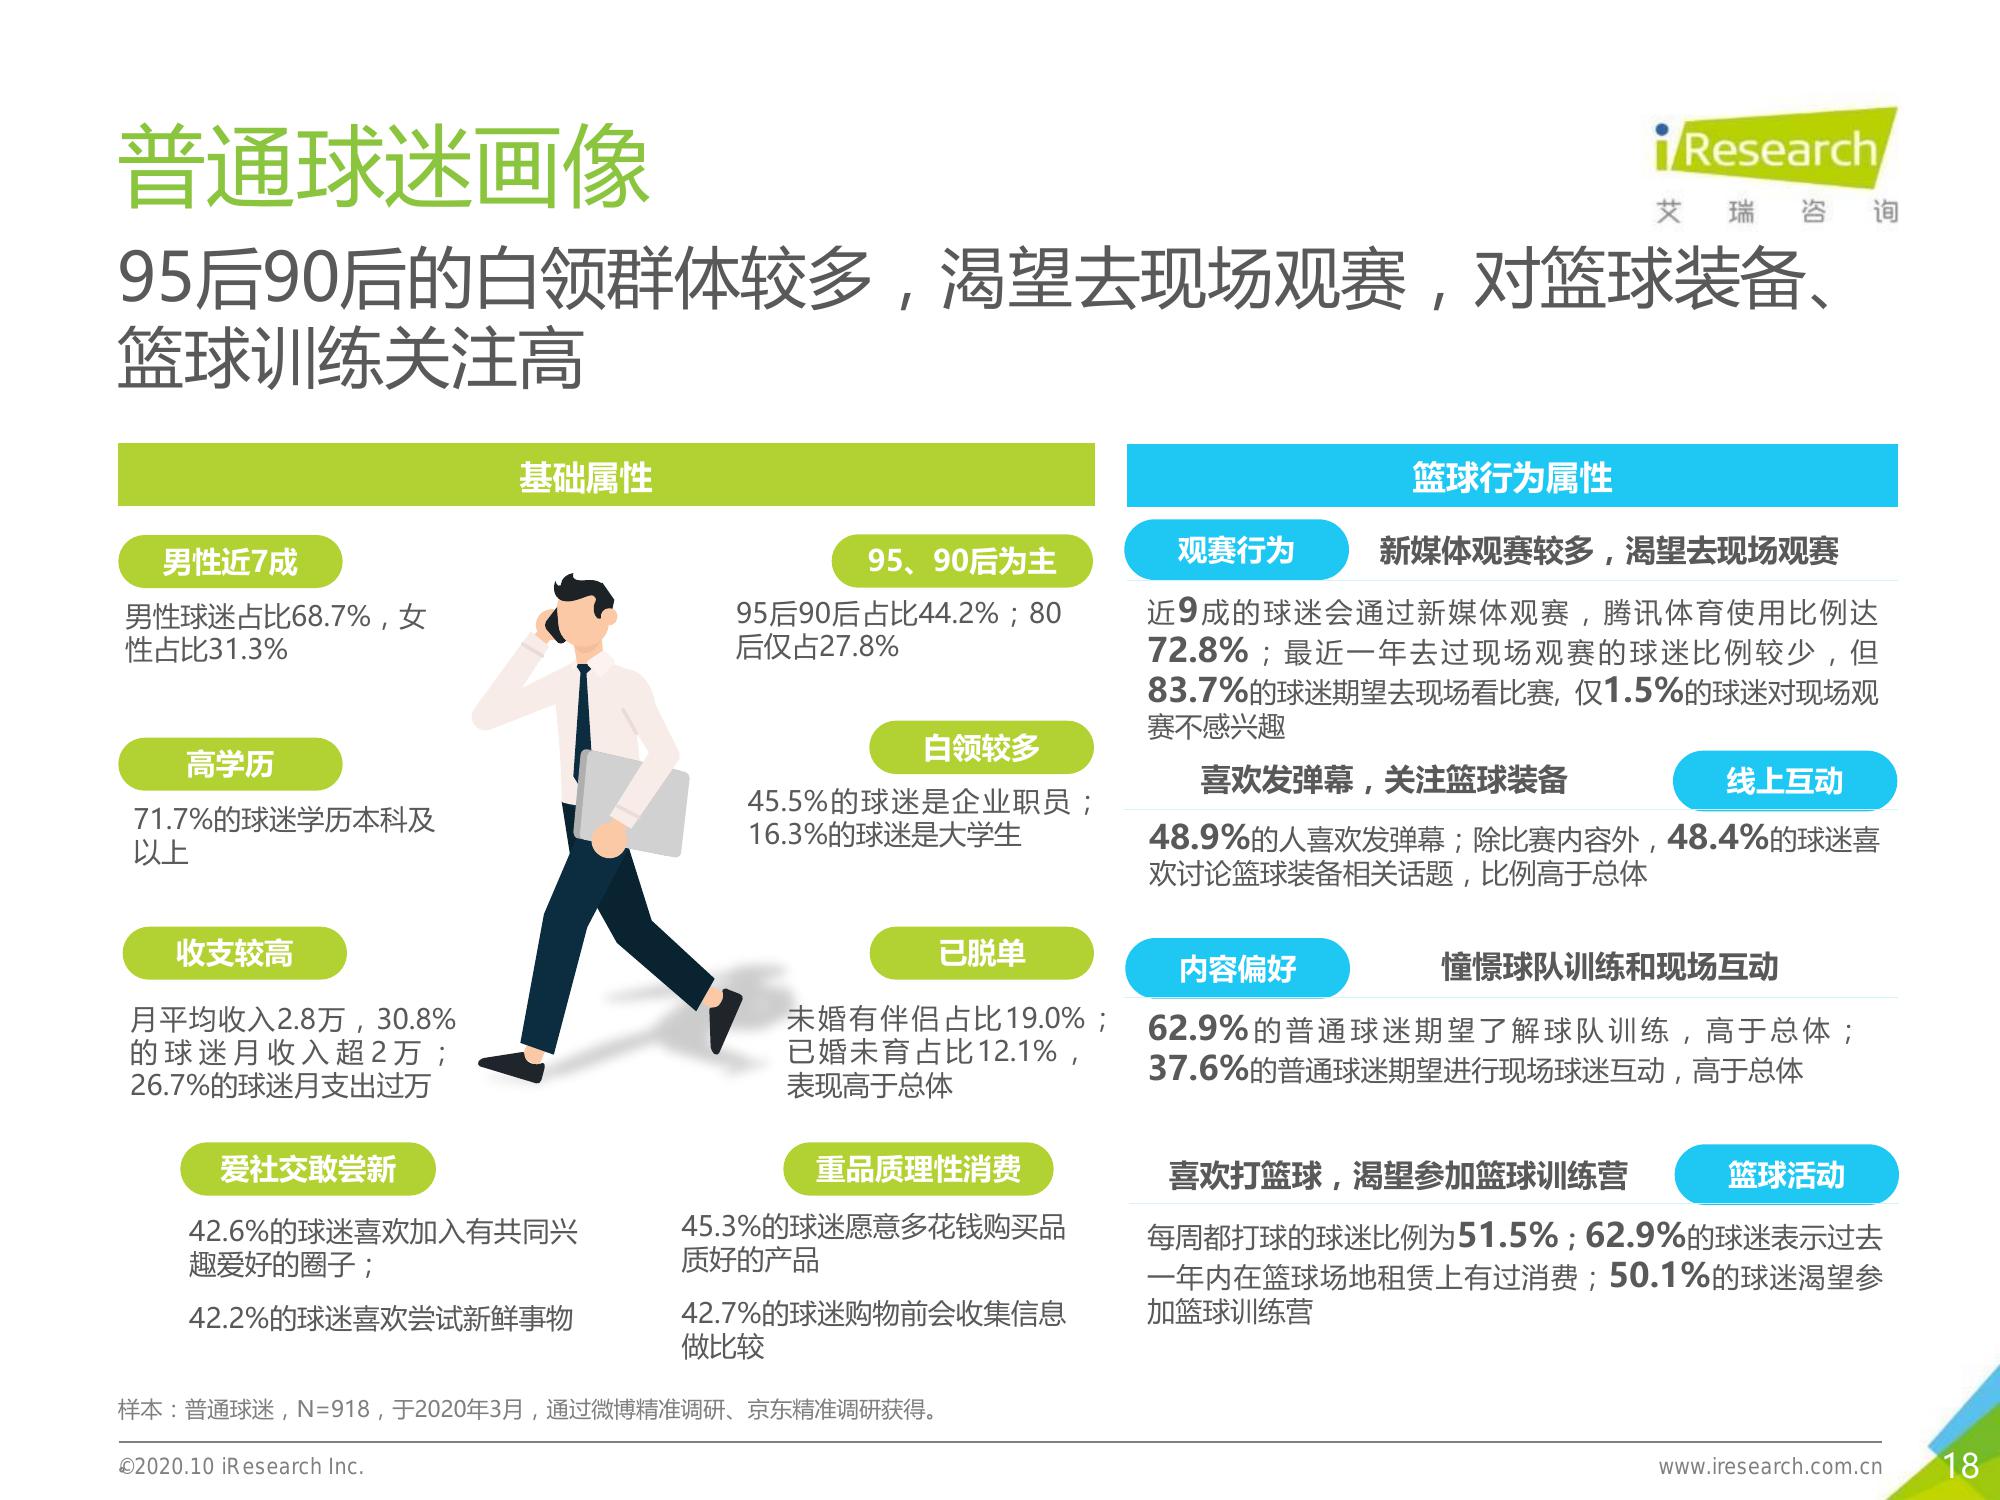 普通球迷画像
iResearch
艾瑞咨询
95后90后的白领群体较多，渴望去现场观赛，对篮球装备、
篮球训练关注高
基础属性
男性近7成
男性球迷占比68.7%，女
性占比31.3%
95、90后为主
95后90后占比44.2%；80
后仅占27.8%
高学历
71.7%的球迷学历本科及
以上
白领较多
45.5%的球迷是企业职员；
16.3%的球迷是大学生
收支较高
月平均收入2.8万，30.8%
的球迷月收入超2万；
26.7%的球迷月支出过万
已脱单
未婚有伴侣占比19.0%；
已婚未育占比12.1%，
表现高于总体
爱社交敢尝新
42.6%的球迷喜欢加入有共同兴
趣爱好的圈子；
42.2%的球迷喜欢尝试新鲜事物
重品质理性消费
45.3%的球迷愿意多花钱购买品
质好的产品
42.7%的球迷购物前会收集信息
做比较
篮球行为属性
观赛行为
新媒体观赛较多，渴望去现场观赛
近9成的球迷会通过新媒体观赛，腾讯体育使用比例达
72.8%；最近一年去过现场观赛的球迷比例较少，但
83.7%的球迷期望去现场看比赛, 仅1.5%的球迷对现场观
赛不感兴趣
喜欢发弹幕，关注篮球装备
线上互动
48.9%的人喜欢发弹幕；除比赛内容外，48.4%的球迷喜
欢讨论篮球装备相关话题，比例高于总体
内容偏好
憧憬球队训练和现场互动
62.9%的普通球迷期望了解球队训练，高于总体；
37.6%的普通球迷期望进行现场球迷互动，高于总体
喜欢打篮球，渴望参加篮球训练营
篮球活动
每周都打球的球迷比例为51.5%；62.9%的球迷表示过去
一年内在篮球场地租赁上有过消费；50.1%的球迷渴望参
加篮球训练营
样本：普通球迷，N=918，于2020年3月，通过微博精准调研、京东精准调研获得。
©2020.10 iResearch Inc.
www.iresearch.com.cn
18